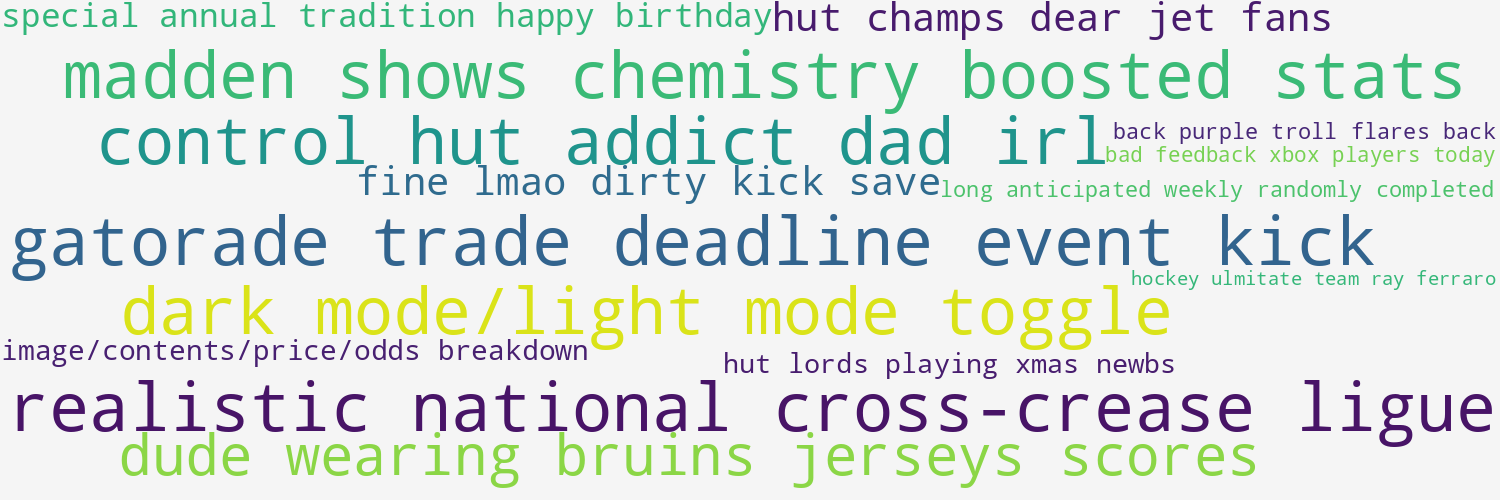 special annual tradition happy birthday
hut champs dear jet fans
madden shows chemistry boosted stats
control hut addict dad irl
back purple troll flares back
bad feedback xbox players today
fine lmao dirty kick save
long anticipated weekly randomly completed
gatorade trade deadline event kick
hockey ulmitate team ray ferraro
dark mode/light mode toggle
image/contents/price/odds breakdown
hut lords playing xmas newbs
realistic national cross-crease ligue
dude wearing bruins jerseys scores